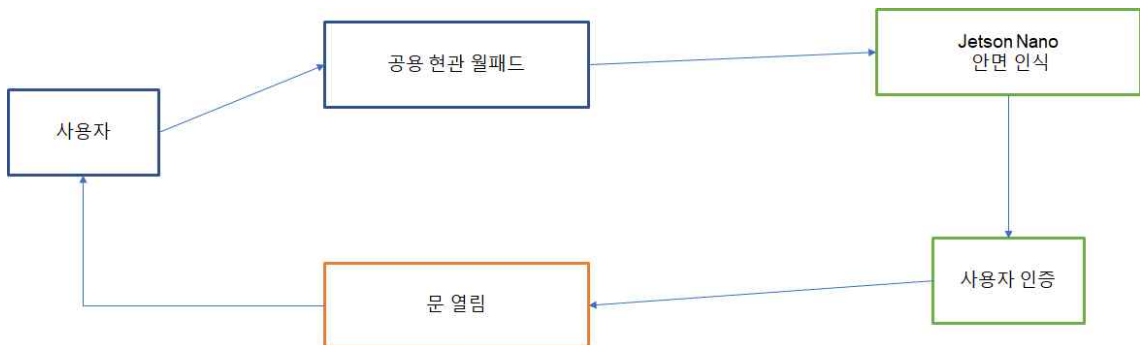 공용 현관 월패드
Jetson Nano
안면 인식
사용자
사용자 인증
문 열림